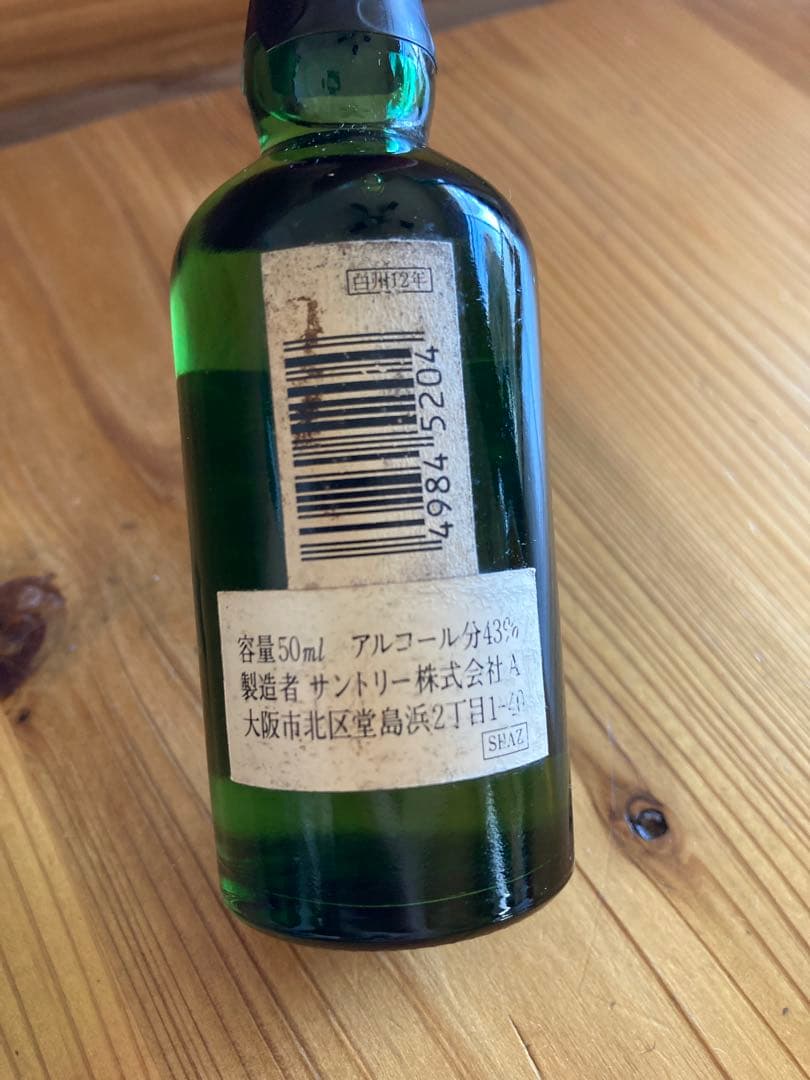 白州12年
4984 5204
容量50ml アルコール分43%
製造者 サントリー株式会社 A
大阪市北区堂島浜2丁目1-40
SHAZ